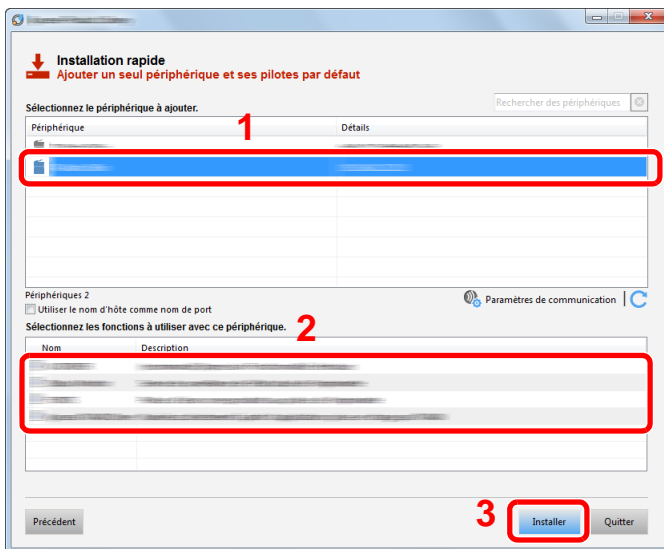 Installation rapide
Ajouter un seul périphérique et ses pilotes par défaut
Rechercher des périphériques
Sélectionnez le périphérique à ajouter.
1
Périphérique Détails
Périphériques 2
Utiliser le nom d'hôte comme nom de port
Paramètres de communication
Sélectionnez les fonctions à utiliser avec ce périphérique.
2
Nom Description
Précédent
3
Installer
Quitter